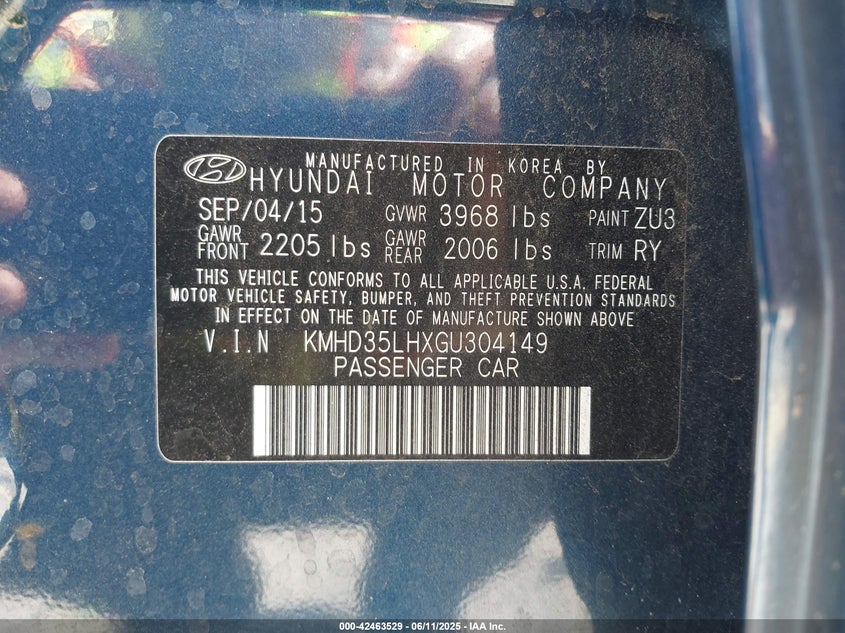 MANUFACTURED IN KOREA BY
HYUNDAI MOTOR COMPANY
SEP/04/15 GVWR 3968 lbs PAINT ZU3
GAWR FRONT 2205 lbs GAWR REAR 2006 lbs TRIM RY
THIS VEHICLE CONFORMS TO ALL APPLICABLE U.S.A. FEDERAL
MOTOR VEHICLE SAFETY, BUMPER, AND THEFT PREVENTION STANDARDS
IN EFFECT ON THE DATE OF MANUFACTURE SHOWN ABOVE
V.I.N KMHD35LHXGU304149
PASSENGER CAR
000-42463529 - 06/11/2025 - IAA Inc.